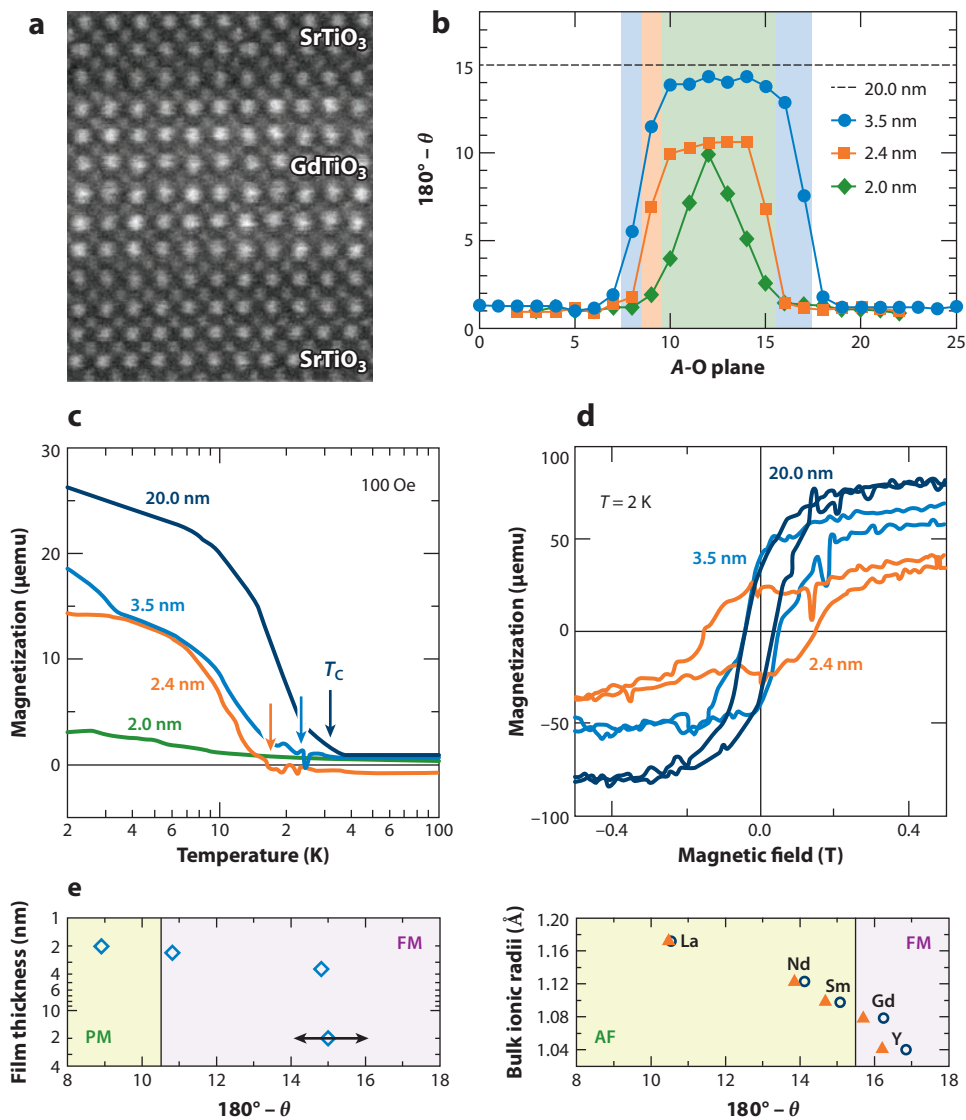 a
SrTiO3
GdTiO3
SrTiO3
b
180° – θ
15
10
5
0
0 5 10 15 20 25
A-O plane
20.0 nm
3.5 nm
2.4 nm
2.0 nm
c
Magnetization (μemu)
30
20
10
0
100 Oe
20.0 nm
3.5 nm
2.4 nm
2.0 nm
TC
2 4 6 10 2 4 6 100
Temperature (K)
d
Magnetization (μemu)
100
50
0
–50
–100
T = 2 K
20.0 nm
3.5 nm
2.4 nm
–0.4 0.0 0.4
Magnetic field (T)
e
Film thickness (nm)
1
2
4
6
10
2
4
PM
FM
8 10 12 14 16 18
180° – θ
Bulk ionic radii (Å)
1.20
1.16
1.12
1.08
1.04
La
Nd
Sm
Gd
Y
AF
FM
8 10 12 14 16 18
180° – θ